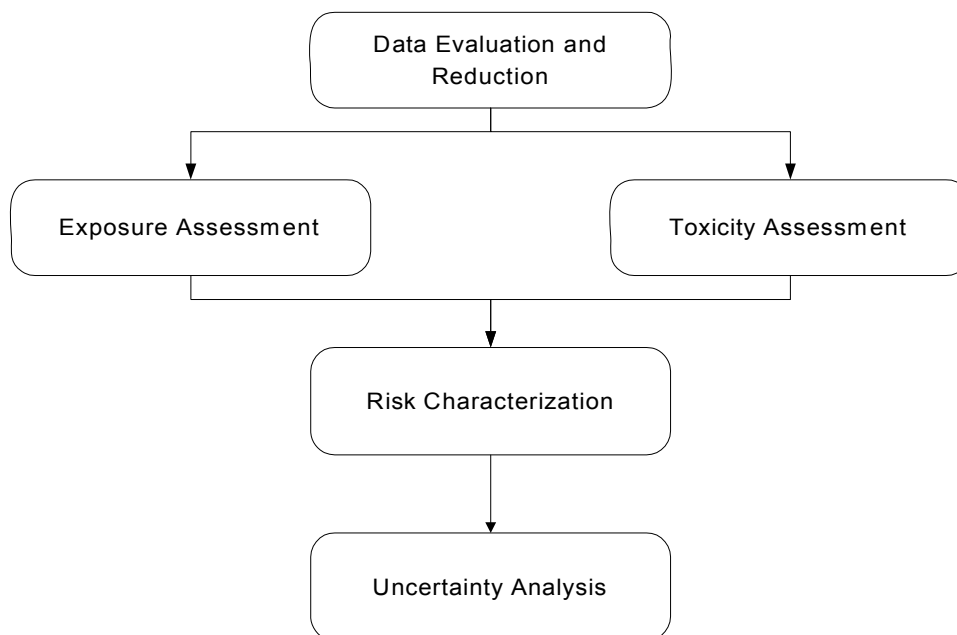 Data Evaluation and
Reduction
Exposure Assessment
Toxicity Assessment
Risk Characterization
Uncertainty Analysis